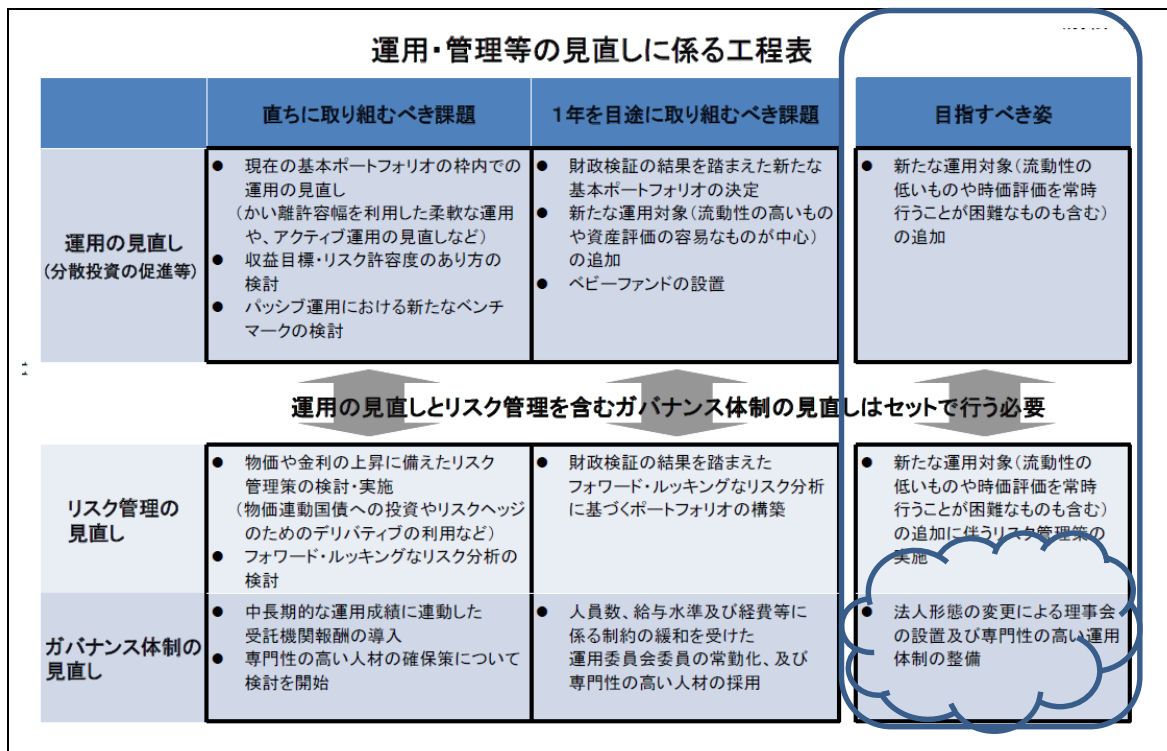 運用・管理等の見直しに係る工程表
直ちに取り組むべき課題
1年を目途に取り組むべき課題
目指すべき姿
運用の見直し
(分散投資の促進等)
● 現在の基本ポートフォリオの枠内での
運用の見直し
(かい離許容幅を利用した柔軟な運用
や、アクティブ運用の見直しなど)
● 収益目標・リスク許容度のあり方の
検討
● パッシブ運用における新たなベンチ
マークの検討
● 財政検証の結果を踏まえた新たな
基本ポートフォリオの決定
● 新たな運用対象(流動性の高いもの
や資産評価の容易なものが中心)
の追加
● ベビーファンドの設置
● 新たな運用対象(流動性の
低いものや時価評価を常時
行うことが困難なものも含む)
の追加
運用の見直しとリスク管理を含むガバナンス体制の見直しはセットで行う必要
リスク管理の
見直し
● 物価や金利の上昇に備えたリスク
管理策の検討・実施
(物価連動国債への投資やリスクヘッジ
のためのデリバティブの利用など)
● フォワード・ルッキングなリスク分析の
検討
● 財政検証の結果を踏まえた
フォワード・ルッキングなリスク分析
に基づくポートフォリオの構築
● 新たな運用対象(流動性の
低いものや時価評価を常時
行うことが困難なものも含む)
の追加に伴うリスク管理策の
実施
ガバナンス体制の
見直し
● 中長期的な運用成績に連動した
受託機関報酬の導入
● 専門性の高い人材の確保策について
検討を開始
● 人員数、給与水準及び経費等に
係る制約の緩和を受けた
運用委員会委員の常勤化、及び
専門性の高い人材の採用
● 法人形態の変更による理事会
の設置及び専門性の高い運用
体制の整備